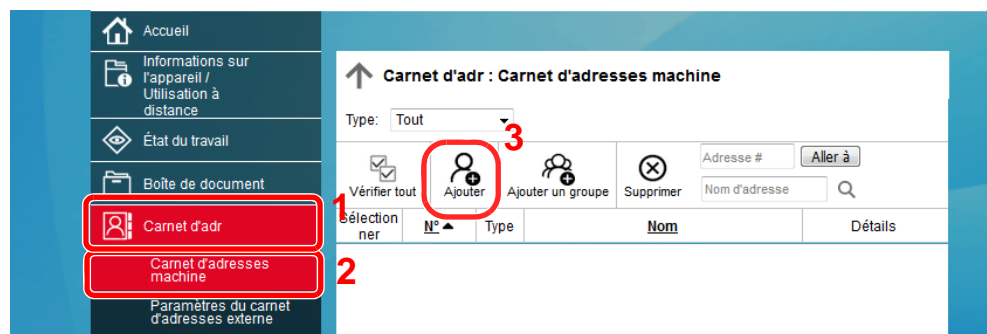 Accueil
Informations sur
l'appareil /
Utilisation à
distance
État du travail
Boîte de document
1
Carnet d'adr
Carnet d'adresses
machine
2
Paramètres du carnet
d'adresses externe
Carnet d'adr : Carnet d'adresses machine
Type: Tout
3
Vérifier tout
Ajouter
Ajouter un groupe
Supprimer
Adresse #
Aller à
Nom d'adresse
Sélection
ner
N°
Type
Nom
Détails